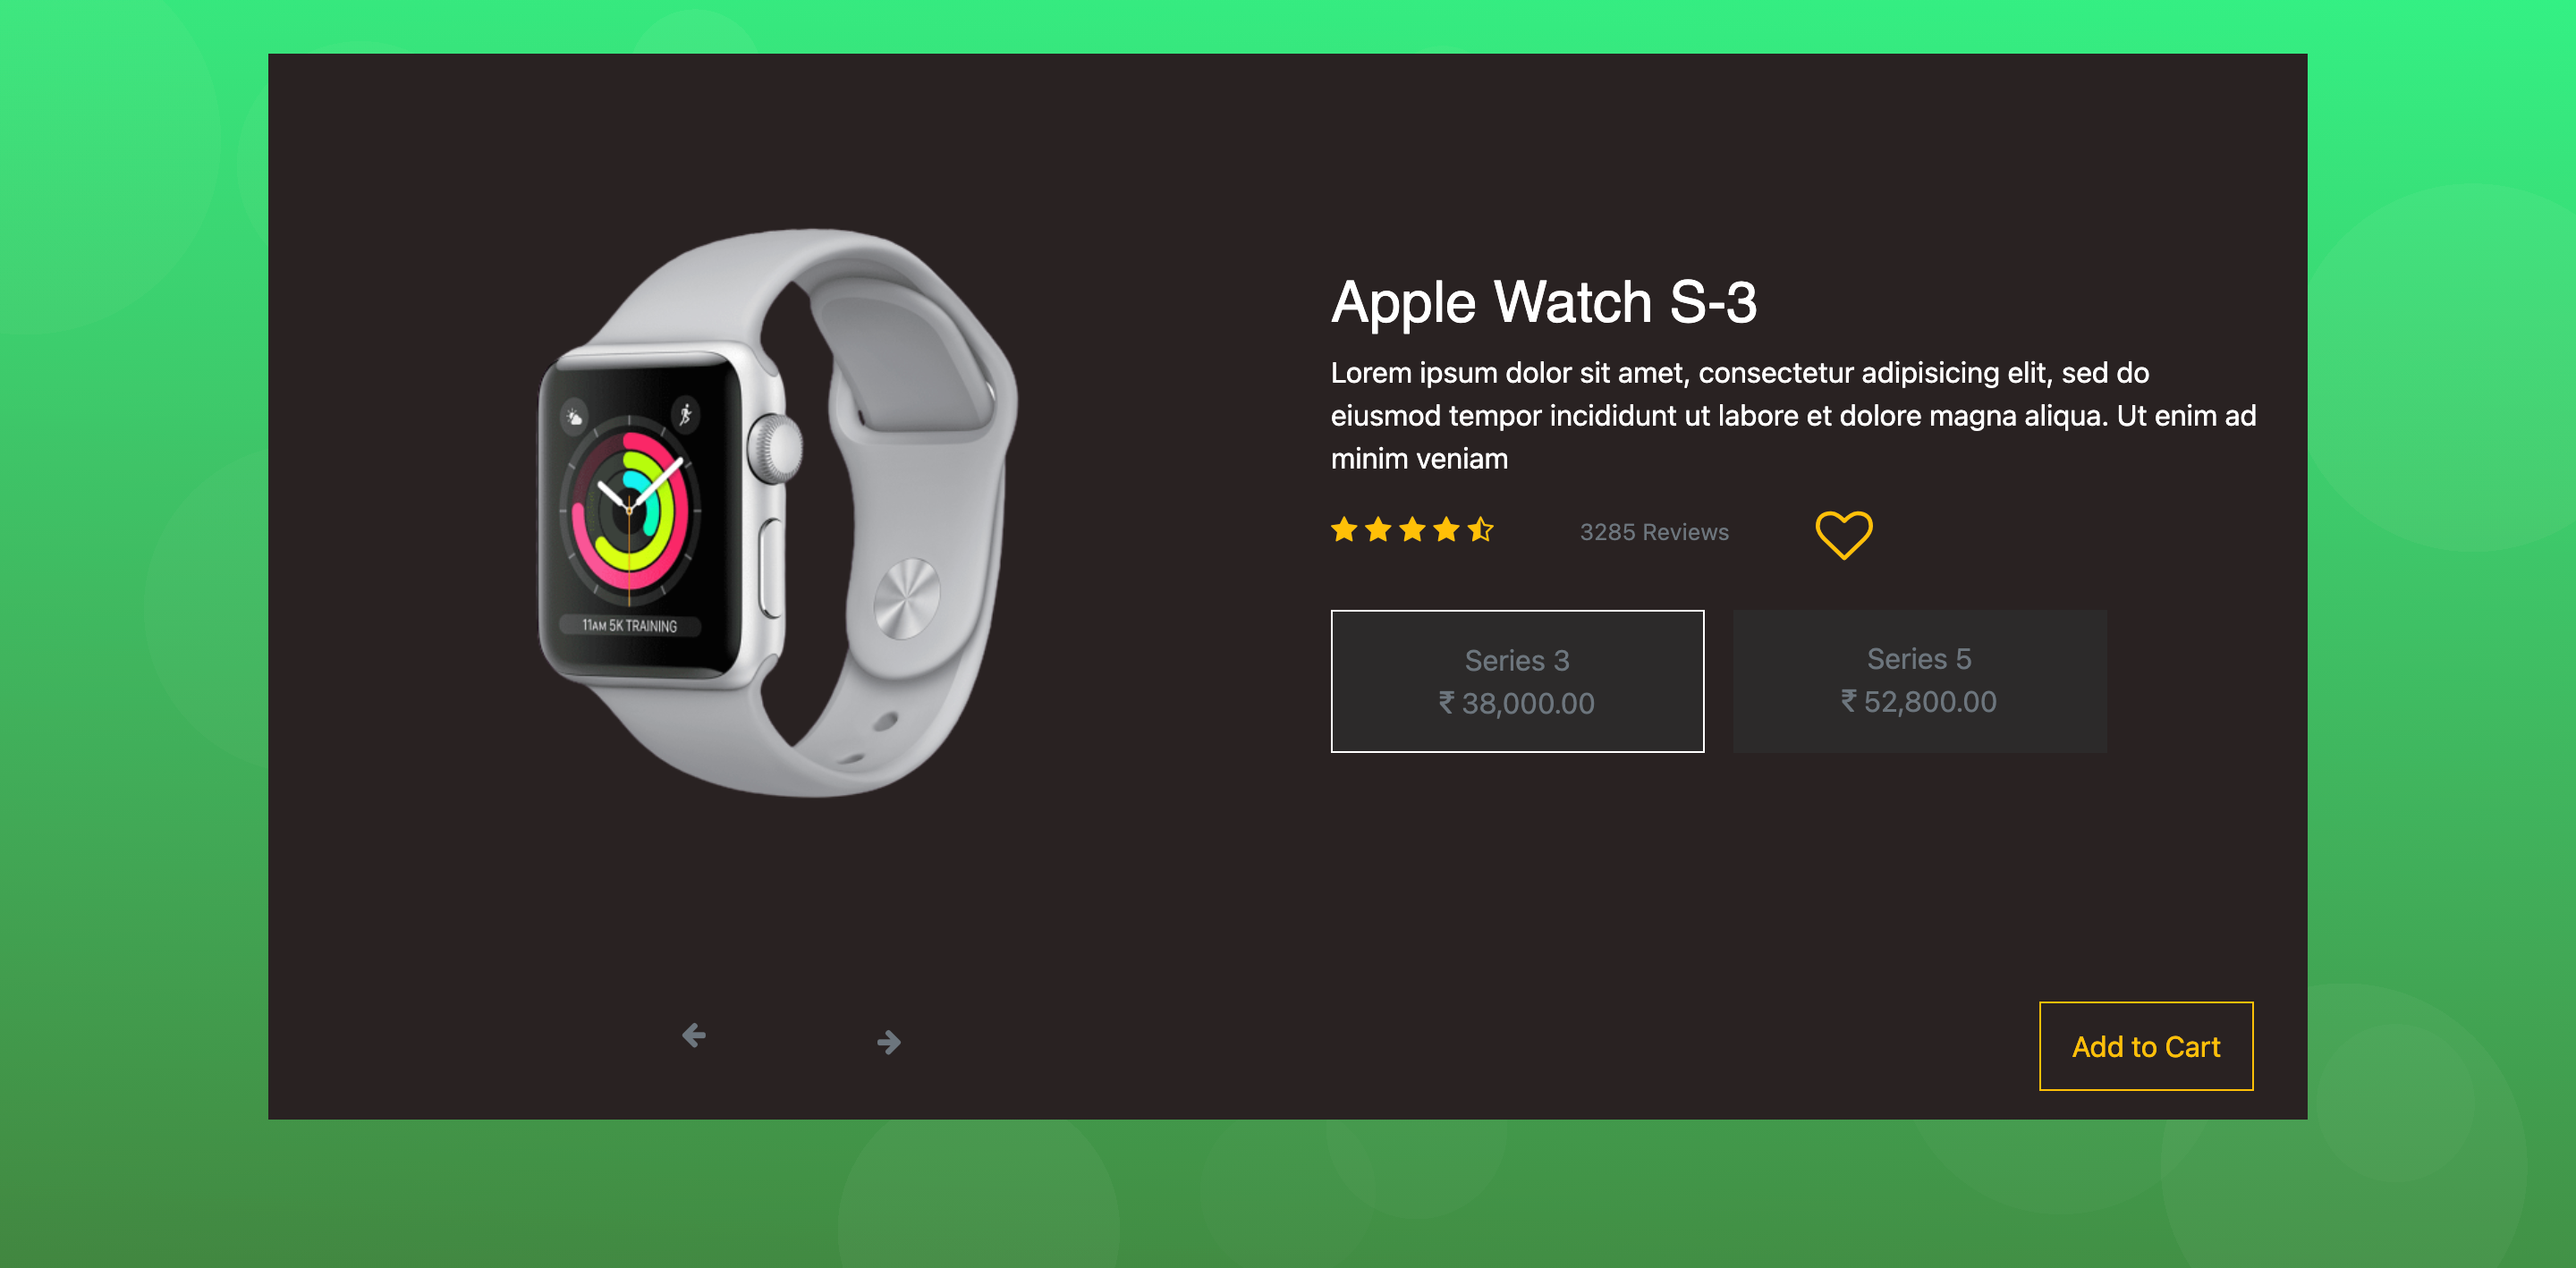 Apple Watch S-3
Lorem ipsum dolor sit amet, consectetur adipisicing elit, sed do
eiusmod tempor incididunt ut labore et dolore magna aliqua. Ut enim ad
minim veniam
3285 Reviews
Series 3
₹ 38,000.00
Series 5
₹ 52,800.00
11AM 5K TRAINING
Add to Cart